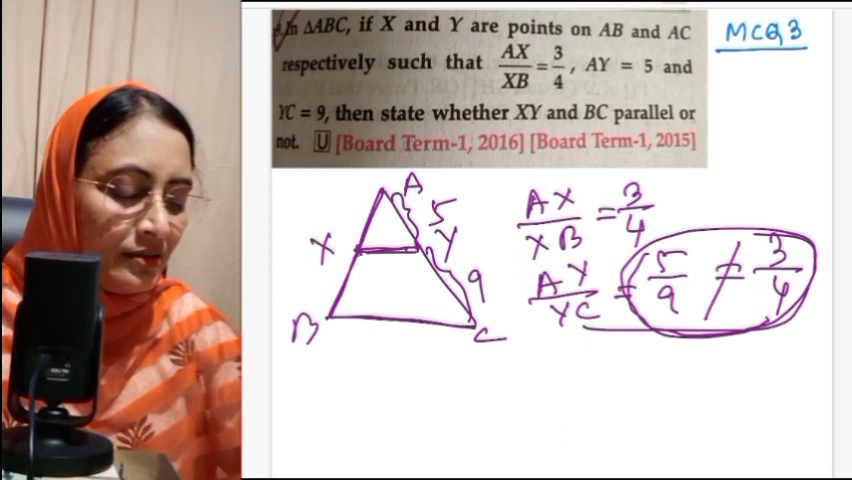 In ΔABC, if X and Y are points on AB and AC
respectively such that AX/XB = 3/4, AY = 5 and
YC = 9, then state whether XY and BC parallel or
not. U [Board Term-1, 2016] [Board Term-1, 2015]
MCQ 3
A
5
X
Y
9
B
C
AX/XB = 3/4
AY/YC = 5/9 ≠ 3/4